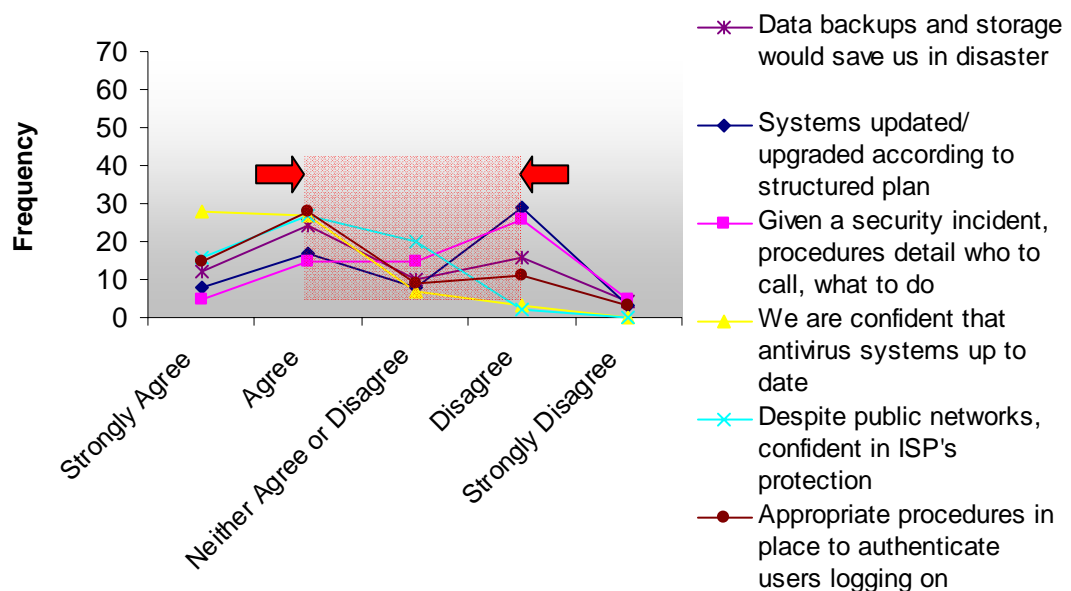 70
60
50
40
30
20
10
0
Frequency
Strongly Agree
Agree
Neither Agree or Disagree
Disagree
Strongly Disagree
Data backups and storage
would save us in disaster
Systems updated/
upgraded according to
structured plan
Given a security incident,
procedures detail who to
call, what to do
We are confident that
antivirus systems up to
date
Despite public networks,
confident in ISP's
protection
Appropriate procedures in
place to authenticate
users logging on